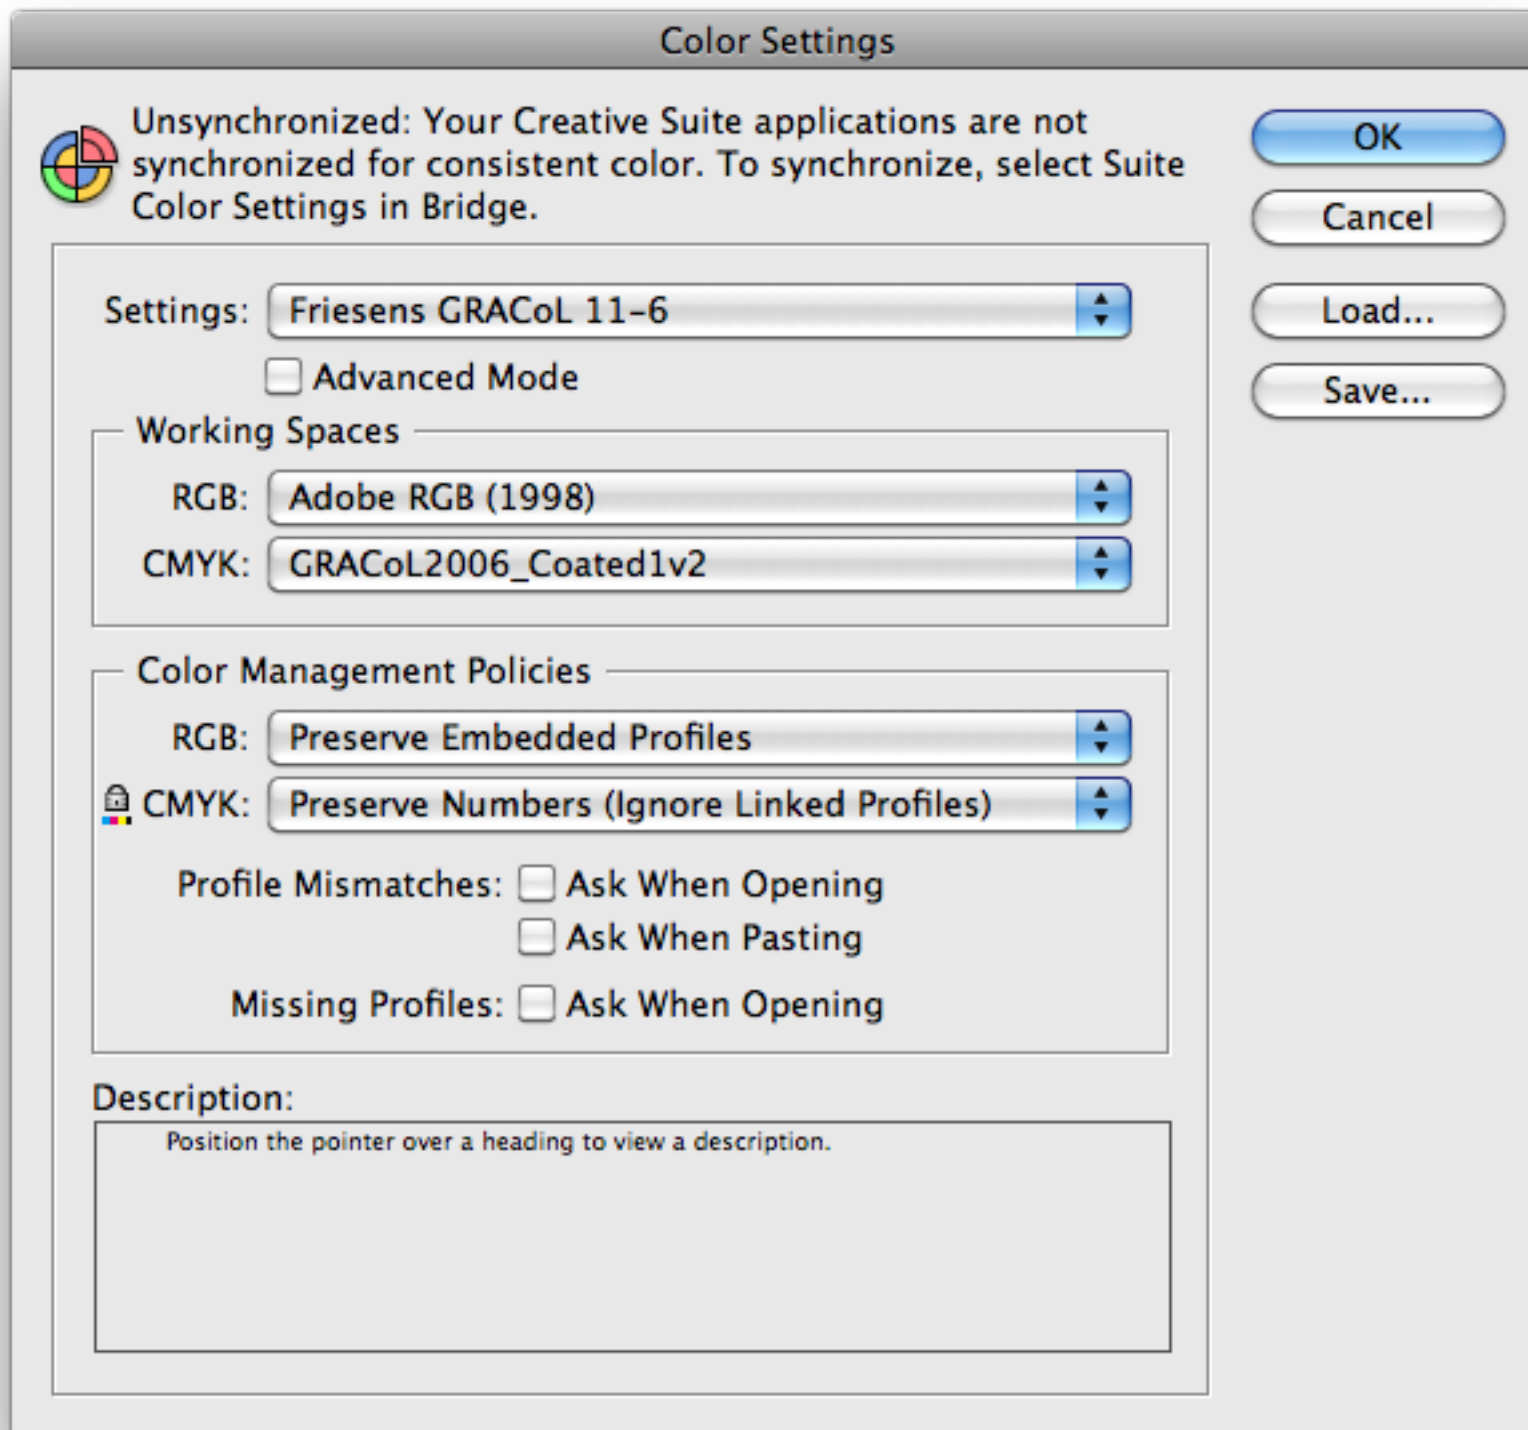 Color Settings
Unsynchronized: Your Creative Suite applications are not
synchronized for consistent color. To synchronize, select Suite
Color Settings in Bridge.
OK
Cancel
Load...
Save...
Settings: Friesens GRACoL 11-6
Advanced Mode
Working Spaces
RGB: Adobe RGB (1998)
CMYK: GRACoL2006_Coated1v2
Color Management Policies
RGB: Preserve Embedded Profiles
CMYK: Preserve Numbers (Ignore Linked Profiles)
Profile Mismatches: Ask When Opening
Ask When Pasting
Missing Profiles: Ask When Opening
Description:
Position the pointer over a heading to view a description.